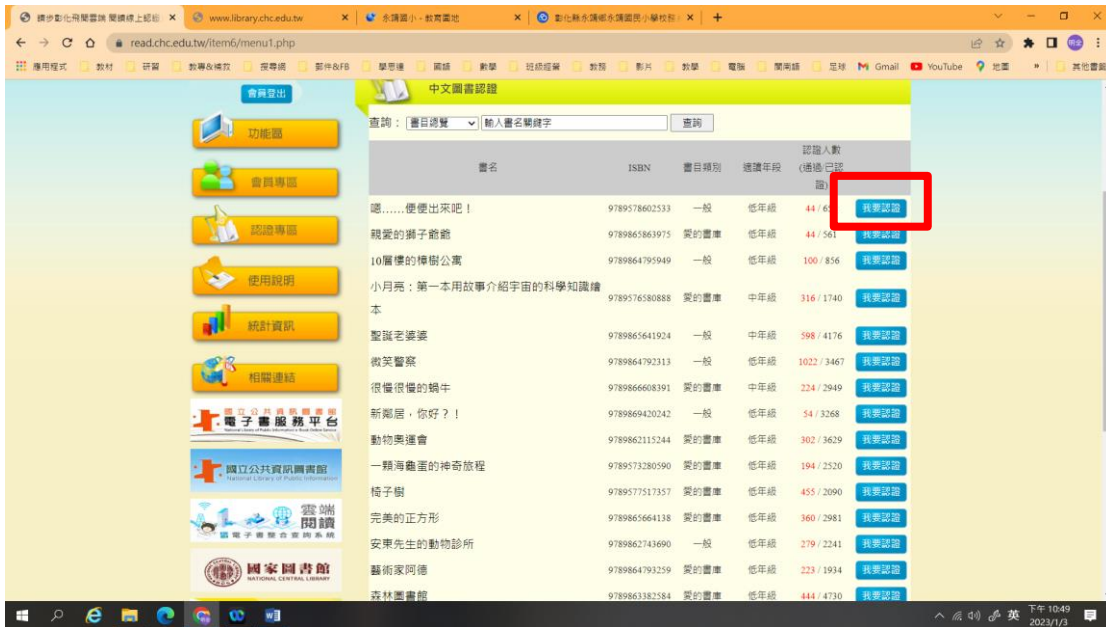 讀步彰化飛閱雲端 閱讀線上認證
www.library.chc.edu.tw
永靖國小 - 教育園地
彰化縣永靖鄉永靖國民小學校務
read.chc.edu.tw/item6/menu1.php
應用程式 教材 研習 教專&備放 搜尋網 郵件&FB 學思達 國語 數學 班級經營 教務 影片 教學 電腦 閩南語 足球 Gmail YouTube 地圖 » 其他書籤
會員登出
功能區
會員專區
認證專區
使用說明
統計資訊
相關連結
國立公共資訊圖書館
電子書服務平台
國立公共資訊圖書館
National Library of Public Information
雲端
閱讀
電子書整合查詢系統
國家圖書館
NATIONAL CENTRAL LIBRARY
中文圖書認證
查詢： 書目總覽 輸入書名關鍵字 查詢
書名 ISBN 書目類別 適讀年段 認證人數 (通過/已認證)
嗯……便便出來吧！ 9789578602533 一般 低年級 44 / 我要認證
親愛的獅子爺爺 9789865863975 愛的書庫 低年級 44 / 561 我要認證
10層樓的樟樹公寓 9789864795949 一般 低年級 100 / 856 我要認證
小月亮：第一本用故事介紹宇宙的科學知識繪本 9789576580888 愛的書庫 中年級 316 / 1740 我要認證
聖誕老婆婆 9789865641924 一般 中年級 598 / 4176 我要認證
微笑警察 9789864792313 一般 低年級 1022 / 3467 我要認證
很慢很慢的蝸牛 9789866608391 愛的書庫 中年級 224 / 2949 我要認證
新鄰居，你好？！ 9789869420242 一般 低年級 54 / 3268 我要認證
動物奧運會 9789862115244 愛的書庫 低年級 302 / 3629 我要認證
一顆海龜蛋的神奇旅程 9789573280590 愛的書庫 低年級 194 / 2520 我要認證
椅子樹 9789577517357 愛的書庫 低年級 455 / 2090 我要認證
完美的正方形 9789865664138 愛的書庫 低年級 360 / 2981 我要認證
安東先生的動物診所 9789862743690 一般 低年級 279 / 2241 我要認證
藝術家阿德 9789864793259 愛的書庫 低年級 223 / 1934 我要認證
森林圖書館 9789863382584 愛的書庫 低年級 444 / 4730 我要認證
英 下午 10:49
2023/1/3